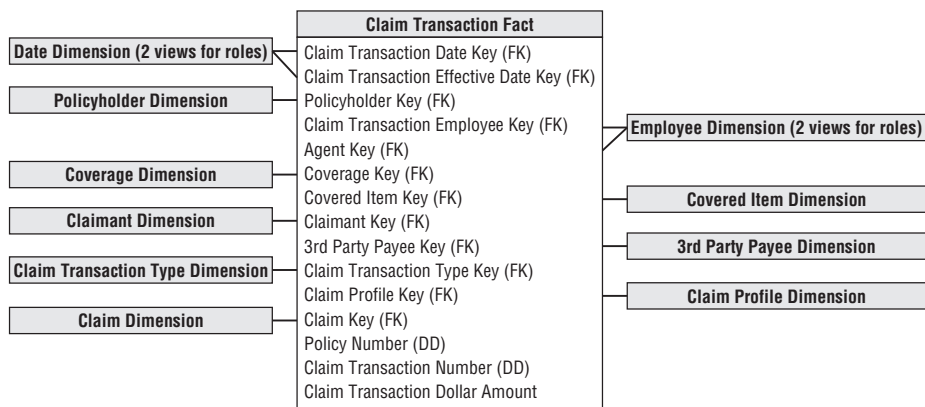 Claim Transaction Fact
Date Dimension (2 views for roles)
Policyholder Dimension
Coverage Dimension
Claimant Dimension
Claim Transaction Type Dimension
Claim Dimension
Claim Transaction Date Key (FK)
Claim Transaction Effective Date Key (FK)
Policyholder Key (FK)
Claim Transaction Employee Key (FK)
Agent Key (FK)
Coverage Key (FK)
Covered Item Key (FK)
Claimant Key (FK)
3rd Party Payee Key (FK)
Claim Transaction Type Key (FK)
Claim Profile Key (FK)
Claim Key (FK)
Policy Number (DD)
Claim Transaction Number (DD)
Claim Transaction Dollar Amount
Employee Dimension (2 views for roles)
Covered Item Dimension
3rd Party Payee Dimension
Claim Profile Dimension